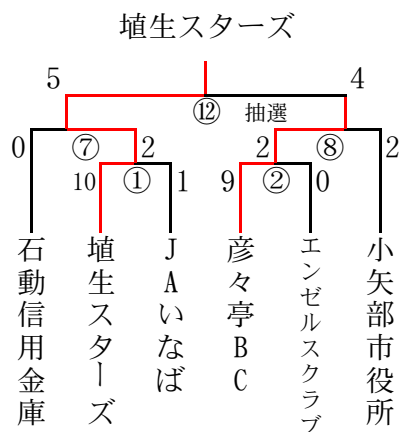 埴生スターズ
5 4
⑫ 抽選
0 ⑦ 2 2 ⑧ 2
10 ① 1 9 ② 0
石動信用金庫
埴生スターズ
JAいなば
彦々亭BC
エンゼルスクラブ
小矢部市役所